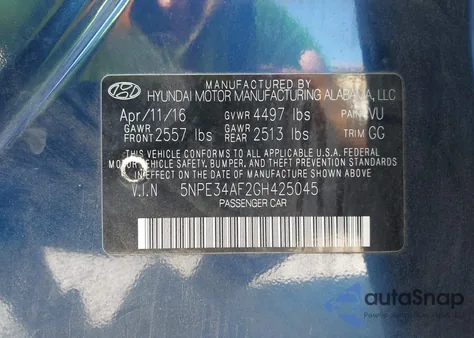 MANUFACTURED BY
HYUNDAI MOTOR MANUFACTURING ALABAMA, LLC
Apr/11/16 GVWR 4497 lbs PAINT VU
GAWR FRONT 2557 lbs GAWR REAR 2513 lbs TRIM GG
THIS VEHICLE CONFORMS TO ALL APPLICABLE U.S.A. FEDERAL
MOTOR VEHICLE SAFETY, BUMPER, AND THEFT PREVENTION
STANDARDS IN EFFECT ON THE DATE OF MANUFACTURE SHOWN ABOVE
V.I.N 5NPE34AF2GH425045
PASSENGER CAR
autoSnap